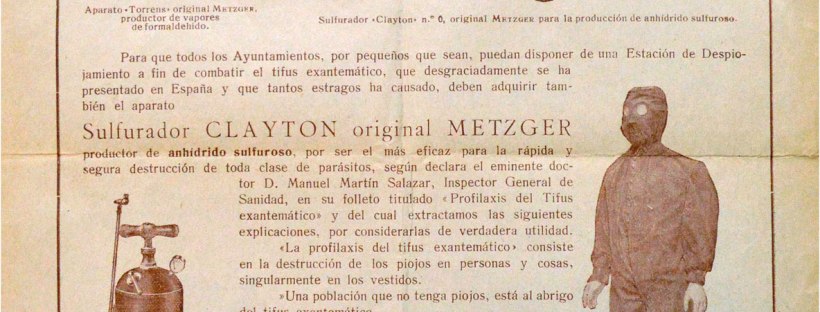 Aparato «Torrens» original METZGER,
productor de vapores
de formaldehido.
Sulfurador «Clayton» n.º 6, original METZGER para la producción de anhídrido sulfuroso.
Para que todos los Ayuntamientos, por pequeños que sean, puedan disponer de una Estación de Despio-
jamiento a fin de combatir el tifus exantemático, que desgraciadamente se ha
presentado en España y que tantos estragos ha causado, deben adquirir tam-
bién el aparato
Sulfurador CLAYTON original METZGER
productor de anhídrido sulfuroso, por ser el más eficaz para la rápida y
segura destrucción de toda clase de parásitos, según declara el eminente doc-
tor D. Manuel Martín Salazar, Inspector General de
Sanidad, en su folleto titulado «Profilaxis del Tifus
exantemático» y del cual extractamos las siguientes
explicaciones, por considerarlas de verdadera utilidad.
«La profilaxis del tifus exantemático» consiste
en la destrucción de los piojos en personas y cosas,
singularmente en los vestidos.
»Una población que no tenga piojos, está al abrigo
del tifus exantemático.